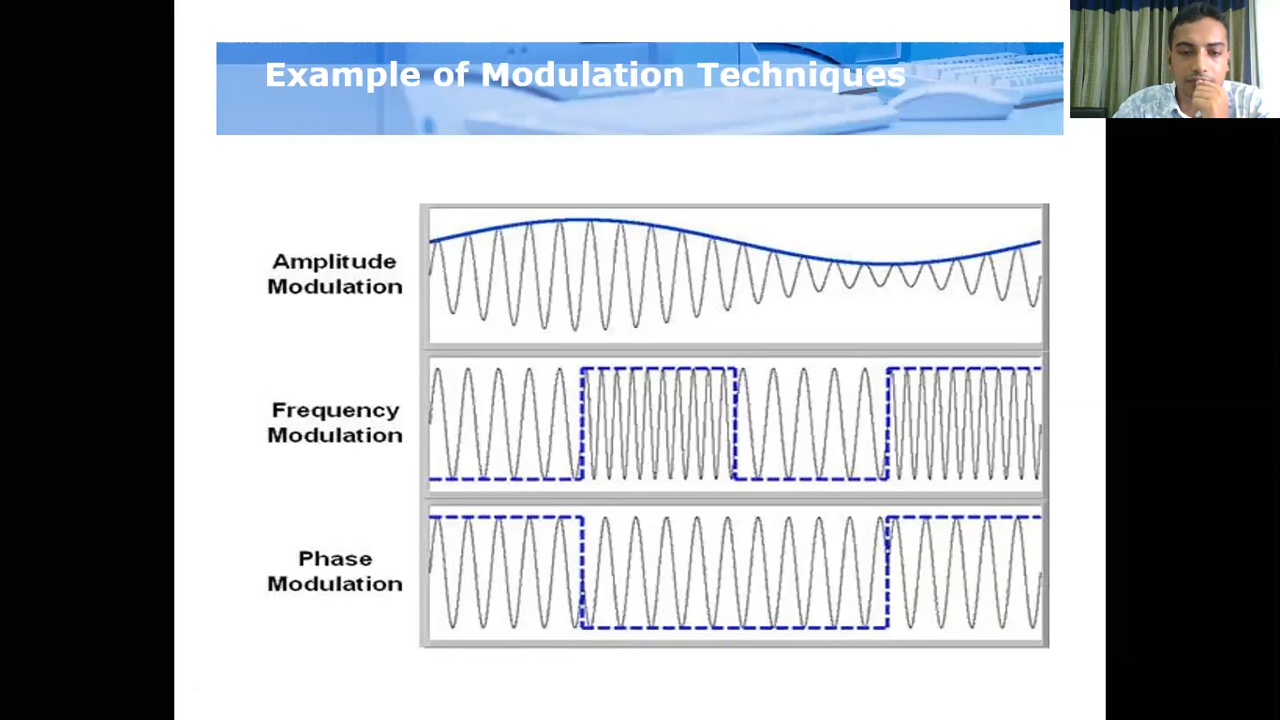 Example of Modulation Techniques
Amplitude
Modulation
Frequency
Modulation
Phase
Modulation